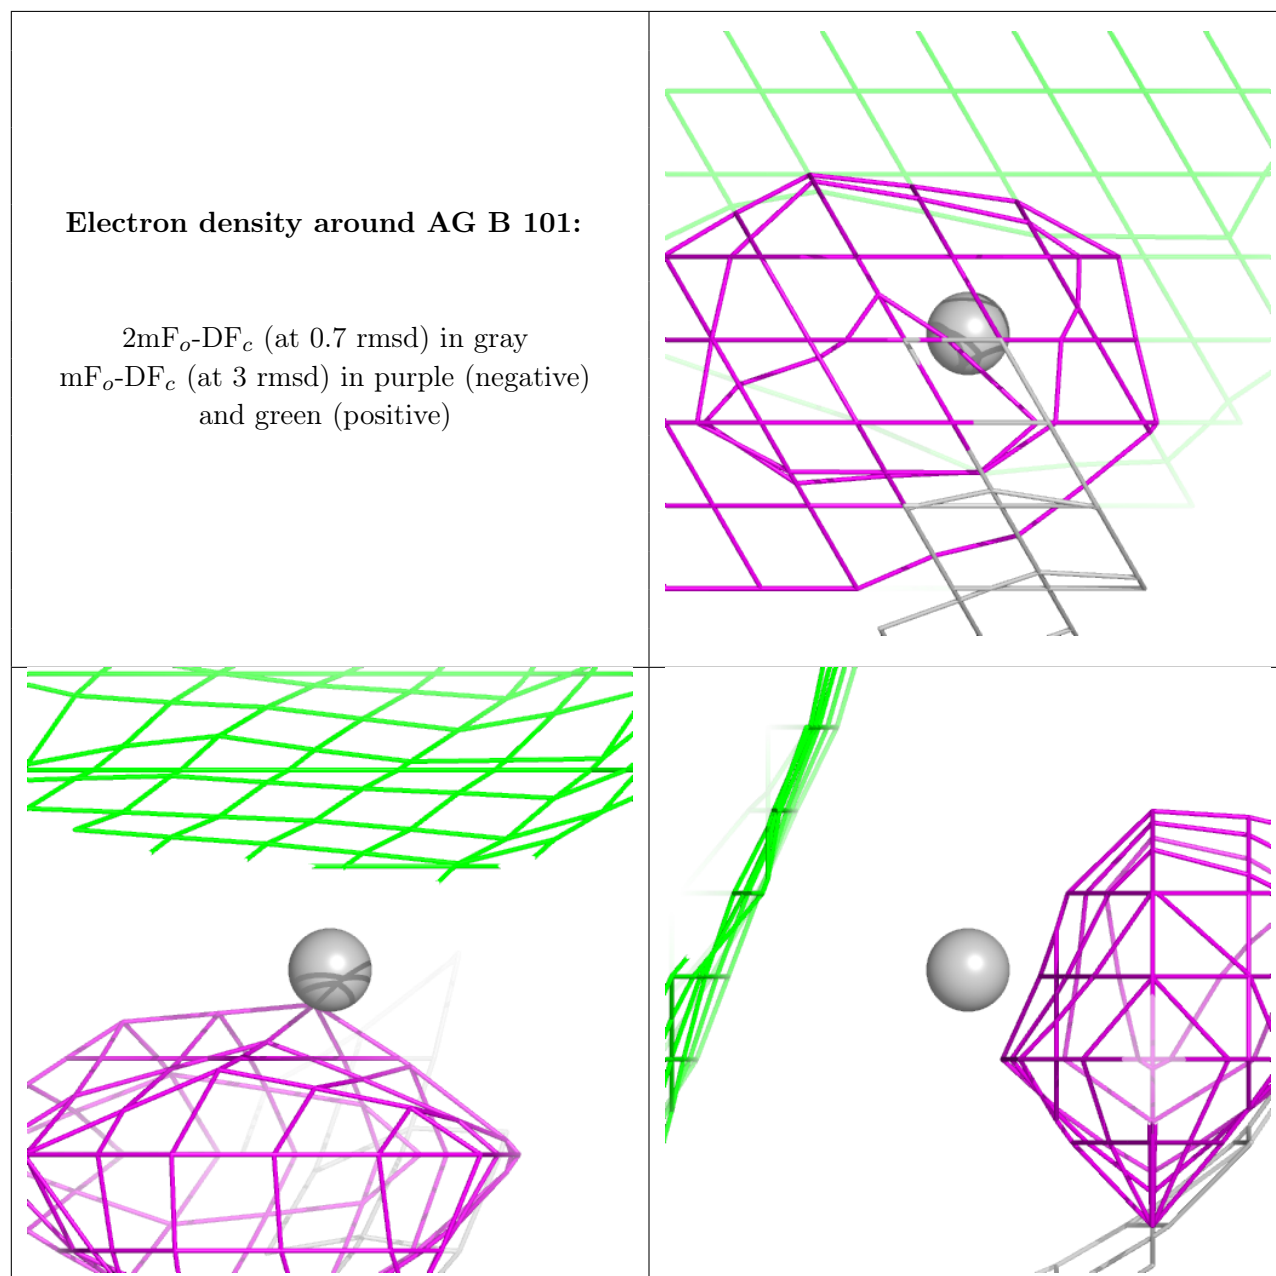 Electron density around AG B 101:
2mFo-DFc (at 0.7 rmsd) in gray
mFo-DFc (at 3 rmsd) in purple (negative)
and green (positive)